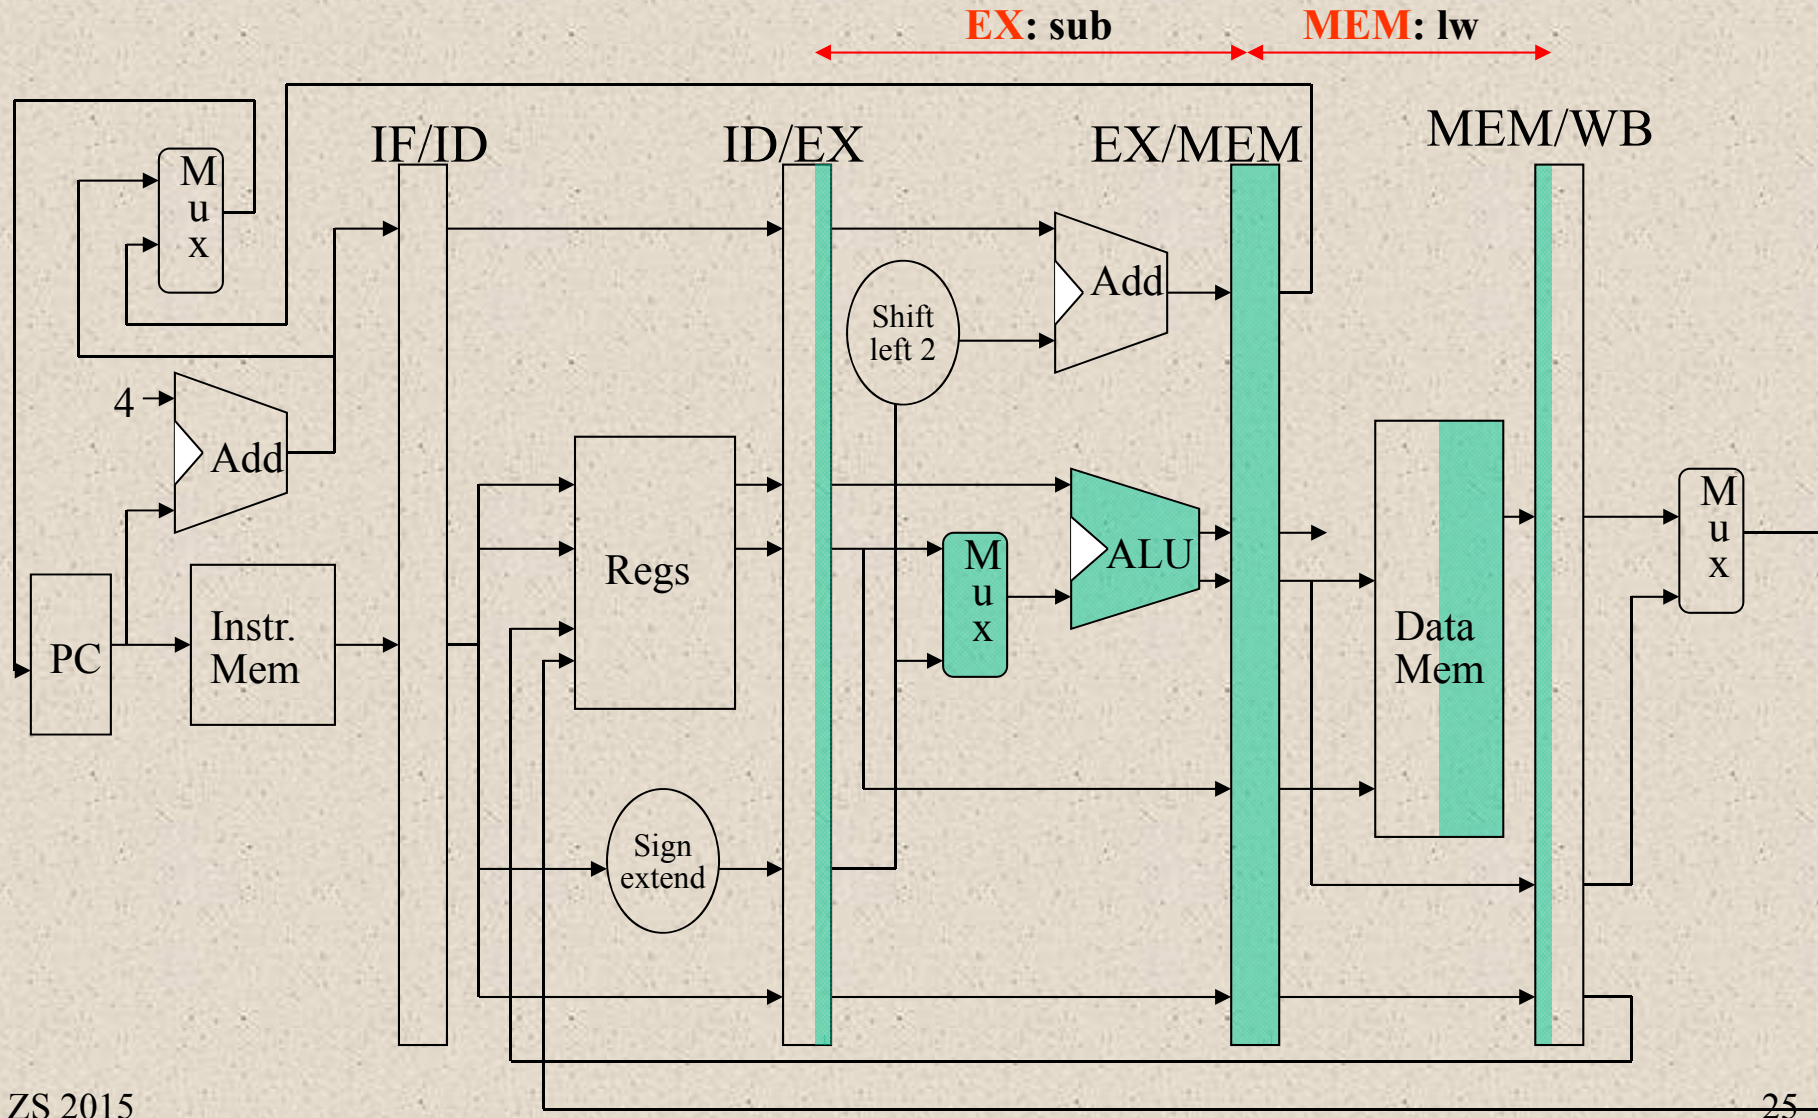 EX: sub
MEM: lw
IF/ID
ID/EX
EX/MEM
MEM/WB
M
u
x
4
Add
PC
Instr.
Mem
Regs
Sign
extend
Shift
left 2
Add
M
u
x
ALU
Data
Mem
M
u
x
ZS 2015
25